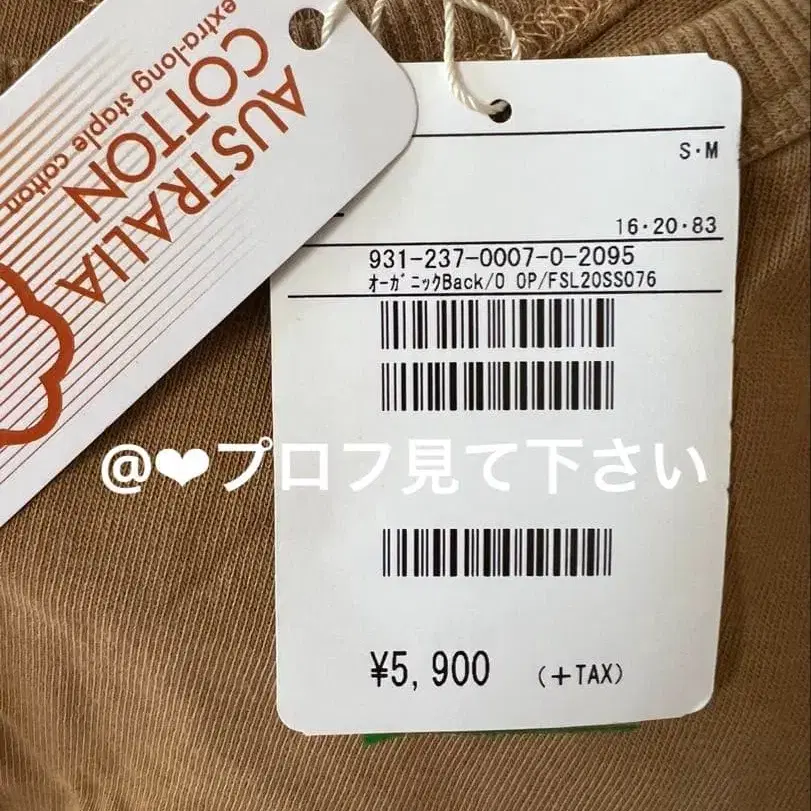 AUSTRALIA
COTTON
extra-long staple cotton
S・M
16・20・83
931-237-0007-0-2095
オーガニックBack/O OP/FSL20SS076
@❤プロフ見て下さい
¥5,900 (+TAX)